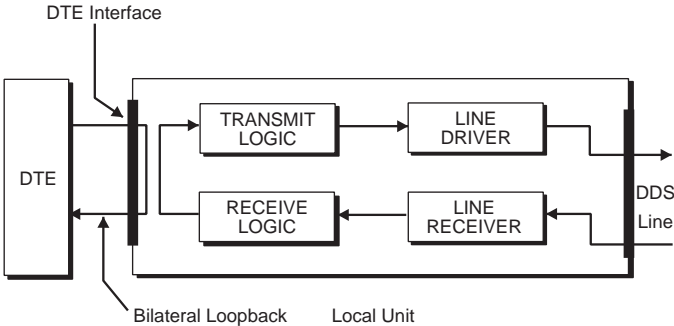 DTE Interface
TRANSMIT
LOGIC
LINE
DRIVER
DTE
RECEIVE
LOGIC
LINE
RECEIVER
DDS
Line
Bilateral Loopback
Local Unit